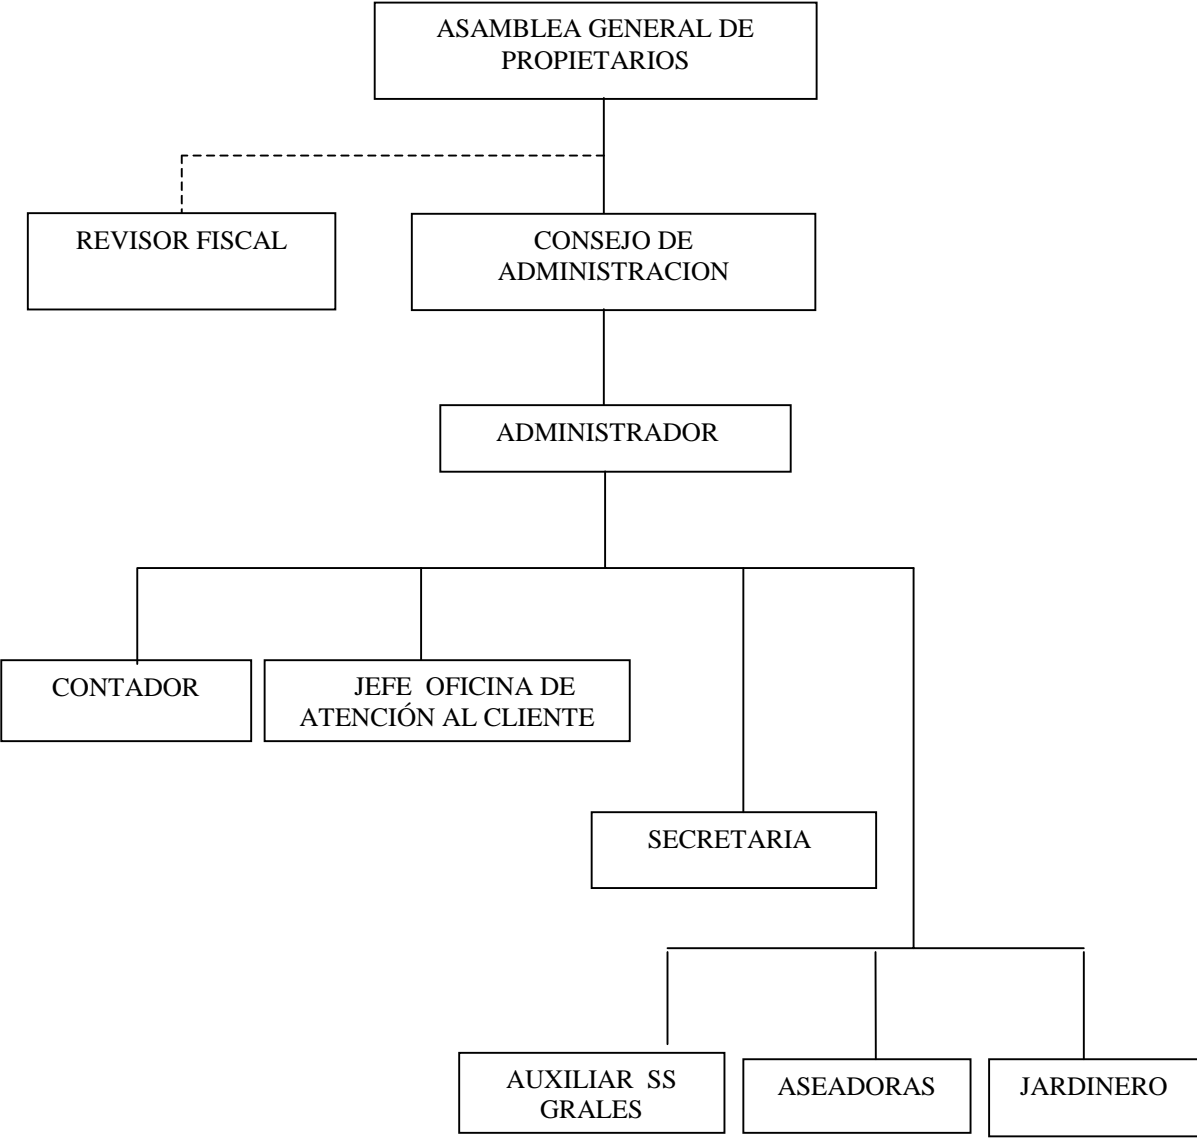 ASAMBLEA GENERAL DE
PROPIETARIOS
REVISOR FISCAL
CONSEJO DE
ADMINISTRACION
ADMINISTRADOR
CONTADOR
JEFE OFICINA DE
ATENCIÓN AL CLIENTE
SECRETARIA
AUXILIAR SS
GRALES
ASEADORAS
JARDINERO